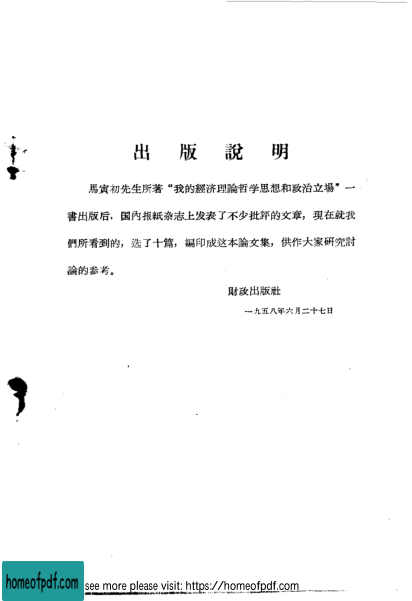 出版說明
馬寅初先生所著“我的經济理論哲学思想和政治立場”一
書出版后，国内报紙杂志上发表了不少批評的文章，現在就我
們所看到的，选了十篇，編印成这本論文集，供作大家研究討
論的参考。
財政出版社
一九五八年六月二十七日
homeofpdf.com
see more please visit: https://homeofpdf.com